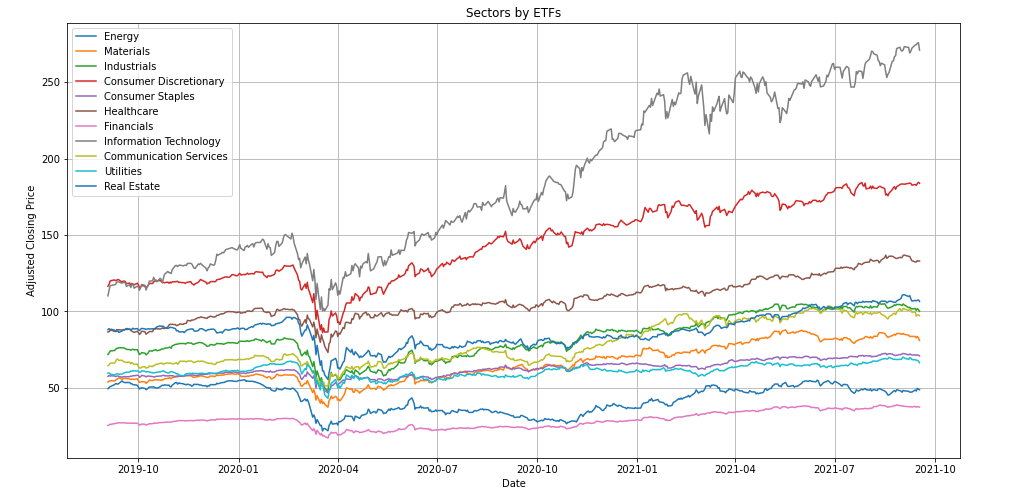 Sectors by ETFs
Energy
Materials
Industrials
Consumer Discretionary
Consumer Staples
Healthcare
Financials
Information Technology
Communication Services
Utilities
Real Estate
250
200
150
100
50
Adjusted Closing Price
2019-10 2020-01 2020-04 2020-07 2020-10 2021-01 2021-04 2021-07 2021-10
Date